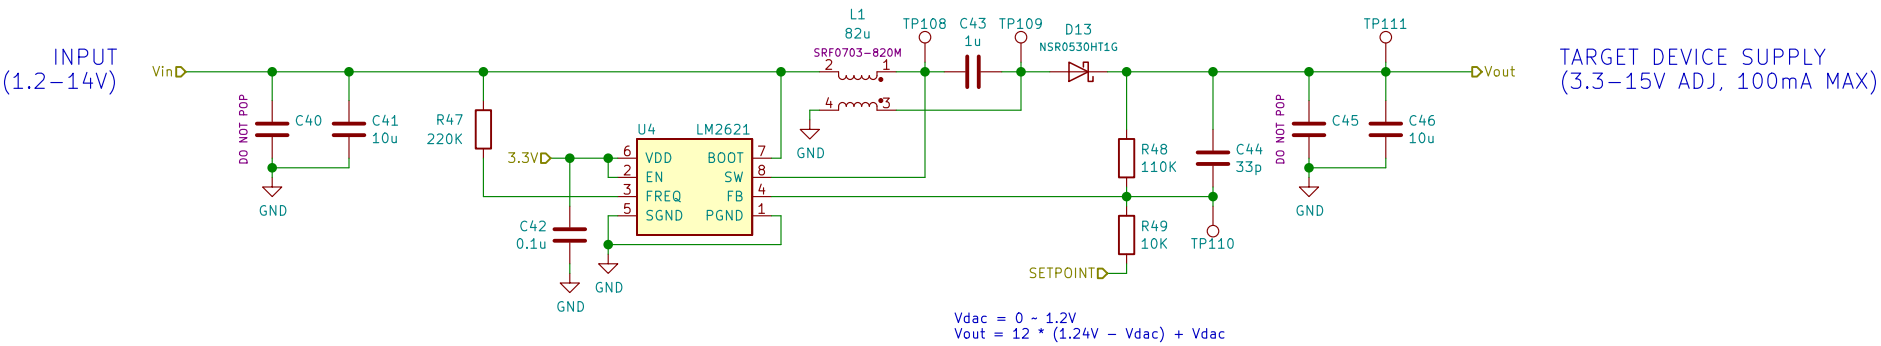 INPUT
(1.2-14V)
Vin
DO NOT POP
C40
C41
10u
GND
R47
220K
3.3V
C42
0.1u
GND
GND
U4
LM2621
6
VDD
2
EN
3
FREQ
5
SGND
BOOT
7
SW
8
FB
4
PGND
1
L1
82u
SRF0703-820M
2
1
4
3
GND
TP108
C43
1u
TP109
D13
NSR0530HT1G
R48
110K
C44
33p
R49
10K
TP110
SETPOINT
DO NOT POP
C45
C46
10u
GND
TP111
Vout
TARGET DEVICE SUPPLY
(3.3-15V ADJ, 100mA MAX)
Vdac = 0 ~ 1.2V
Vout = 12 * (1.24V - Vdac) + Vdac